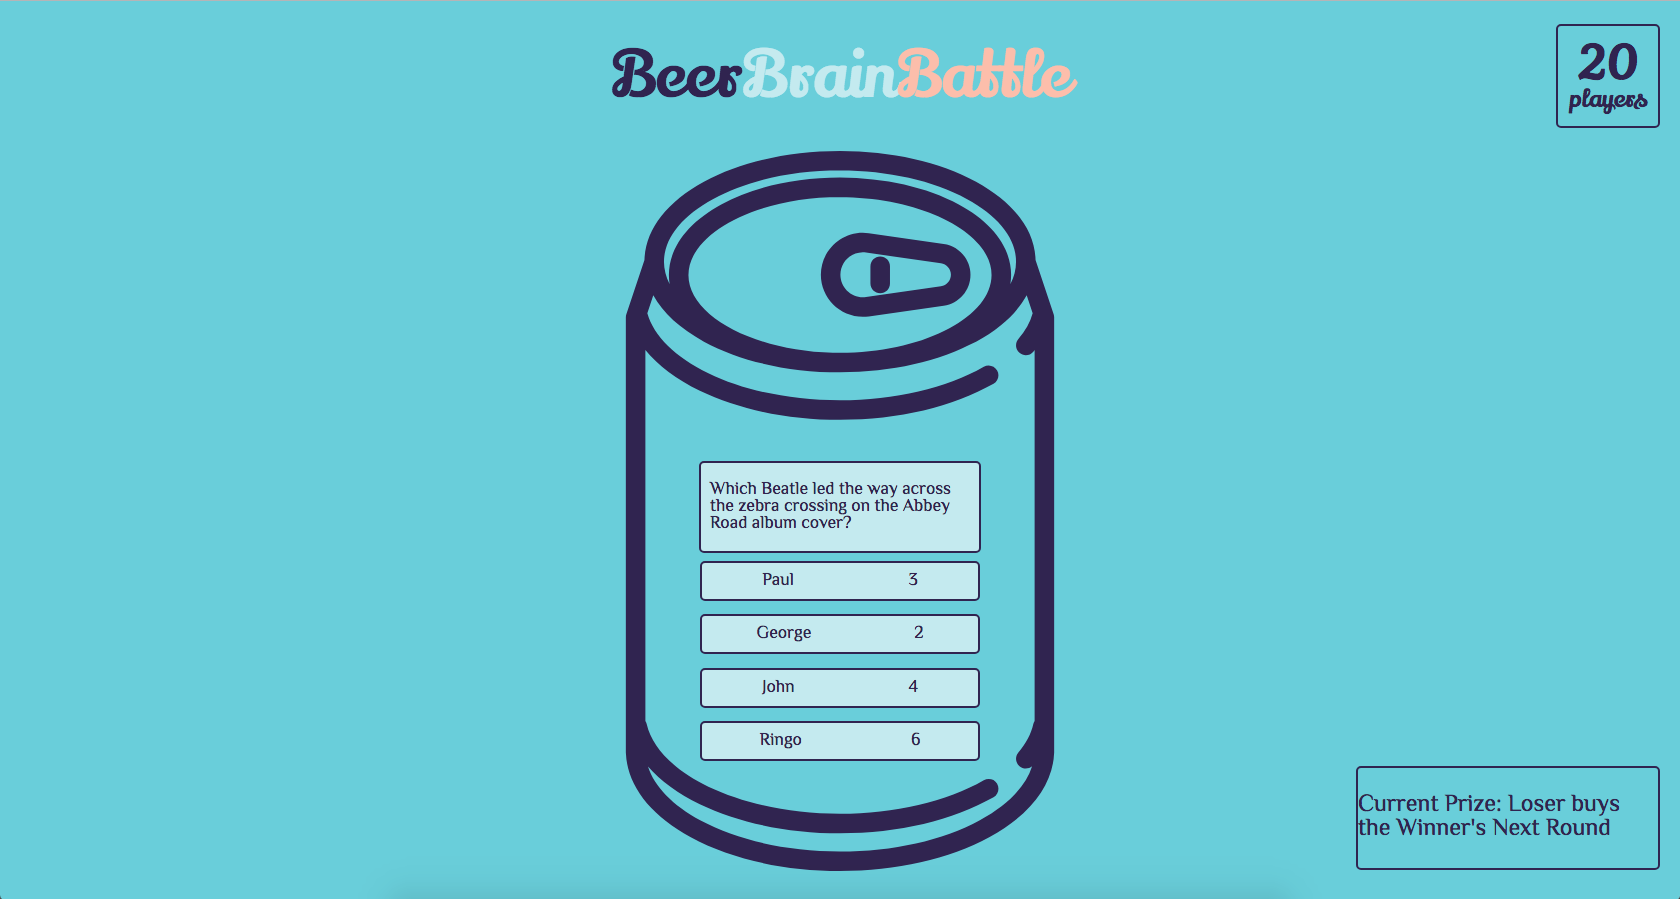 BeerBrainBattle
20
players
Which Beatle led the way across
the zebra crossing on the Abbey
Road album cover?
Paul 3
George 2
John 4
Ringo 6
Current Prize: Loser buys
the Winner's Next Round